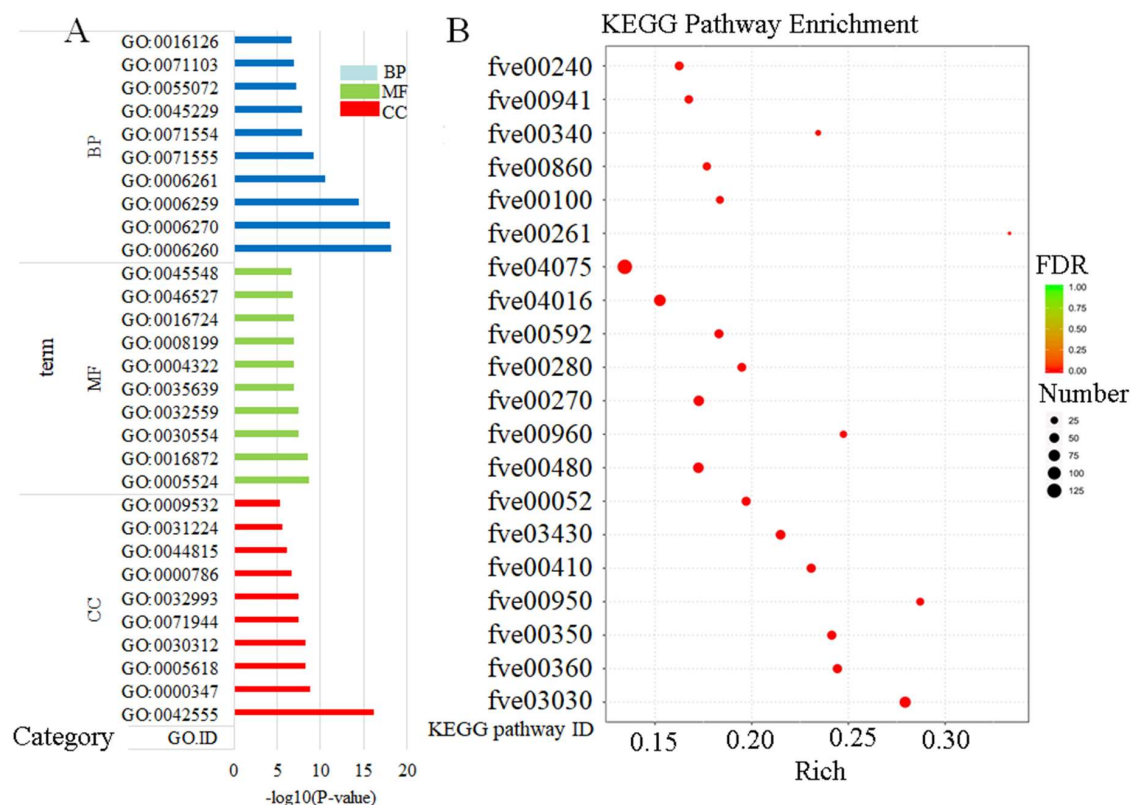 A
GO:0016126
GO:0071103
GO:0055072
GO:0045229
GO:0071554
GO:0071555
GO:0006261
GO:0006259
GO:0006270
GO:0006260
BP
GO:0045548
GO:0046527
GO:0016724
GO:0008199
GO:0004322
GO:0035639
GO:0032559
GO:0030554
GO:0016872
GO:0005524
MF
term
GO:0009532
GO:0031224
GO:0044815
GO:0000786
GO:0032993
GO:0071944
GO:0030312
GO:0005618
GO:0000347
GO:0042555
CC
Category GO.ID
0 5 10 15 20
-log10(P-value)
BP
MF
CC
B
KEGG Pathway Enrichment
fve00240
fve00941
fve00340
fve00860
fve00100
fve00261
fve04075
fve04016
fve00592
fve00280
fve00270
fve00960
fve00480
fve00052
fve03430
fve00410
fve00950
fve00350
fve00360
fve03030
KEGG pathway ID
0.15 0.20 0.25 0.30
Rich
FDR
1.00
0.75
0.50
0.25
0.00
Number
25
50
75
100
125